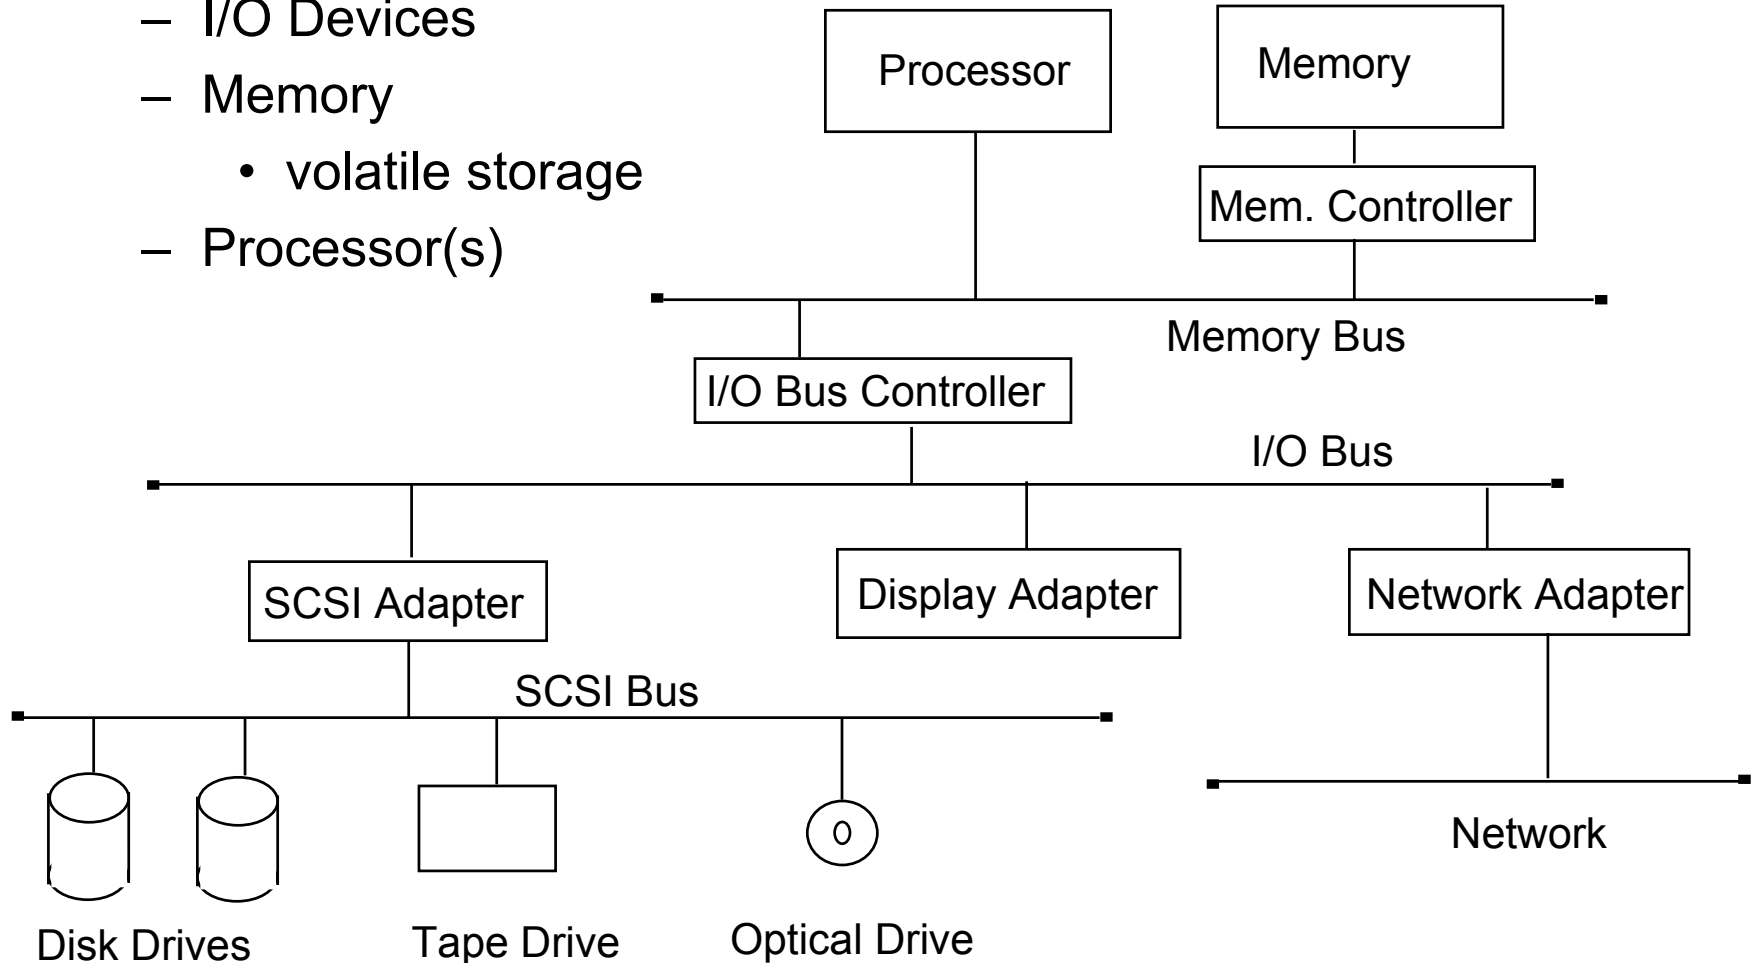 – I/O Devices
– Memory
• volatile storage
– Processor(s)
Processor
Memory
Mem. Controller
Memory Bus
I/O Bus Controller
I/O Bus
SCSI Adapter
Display Adapter
Network Adapter
SCSI Bus
Network
Disk Drives
Tape Drive
Optical Drive